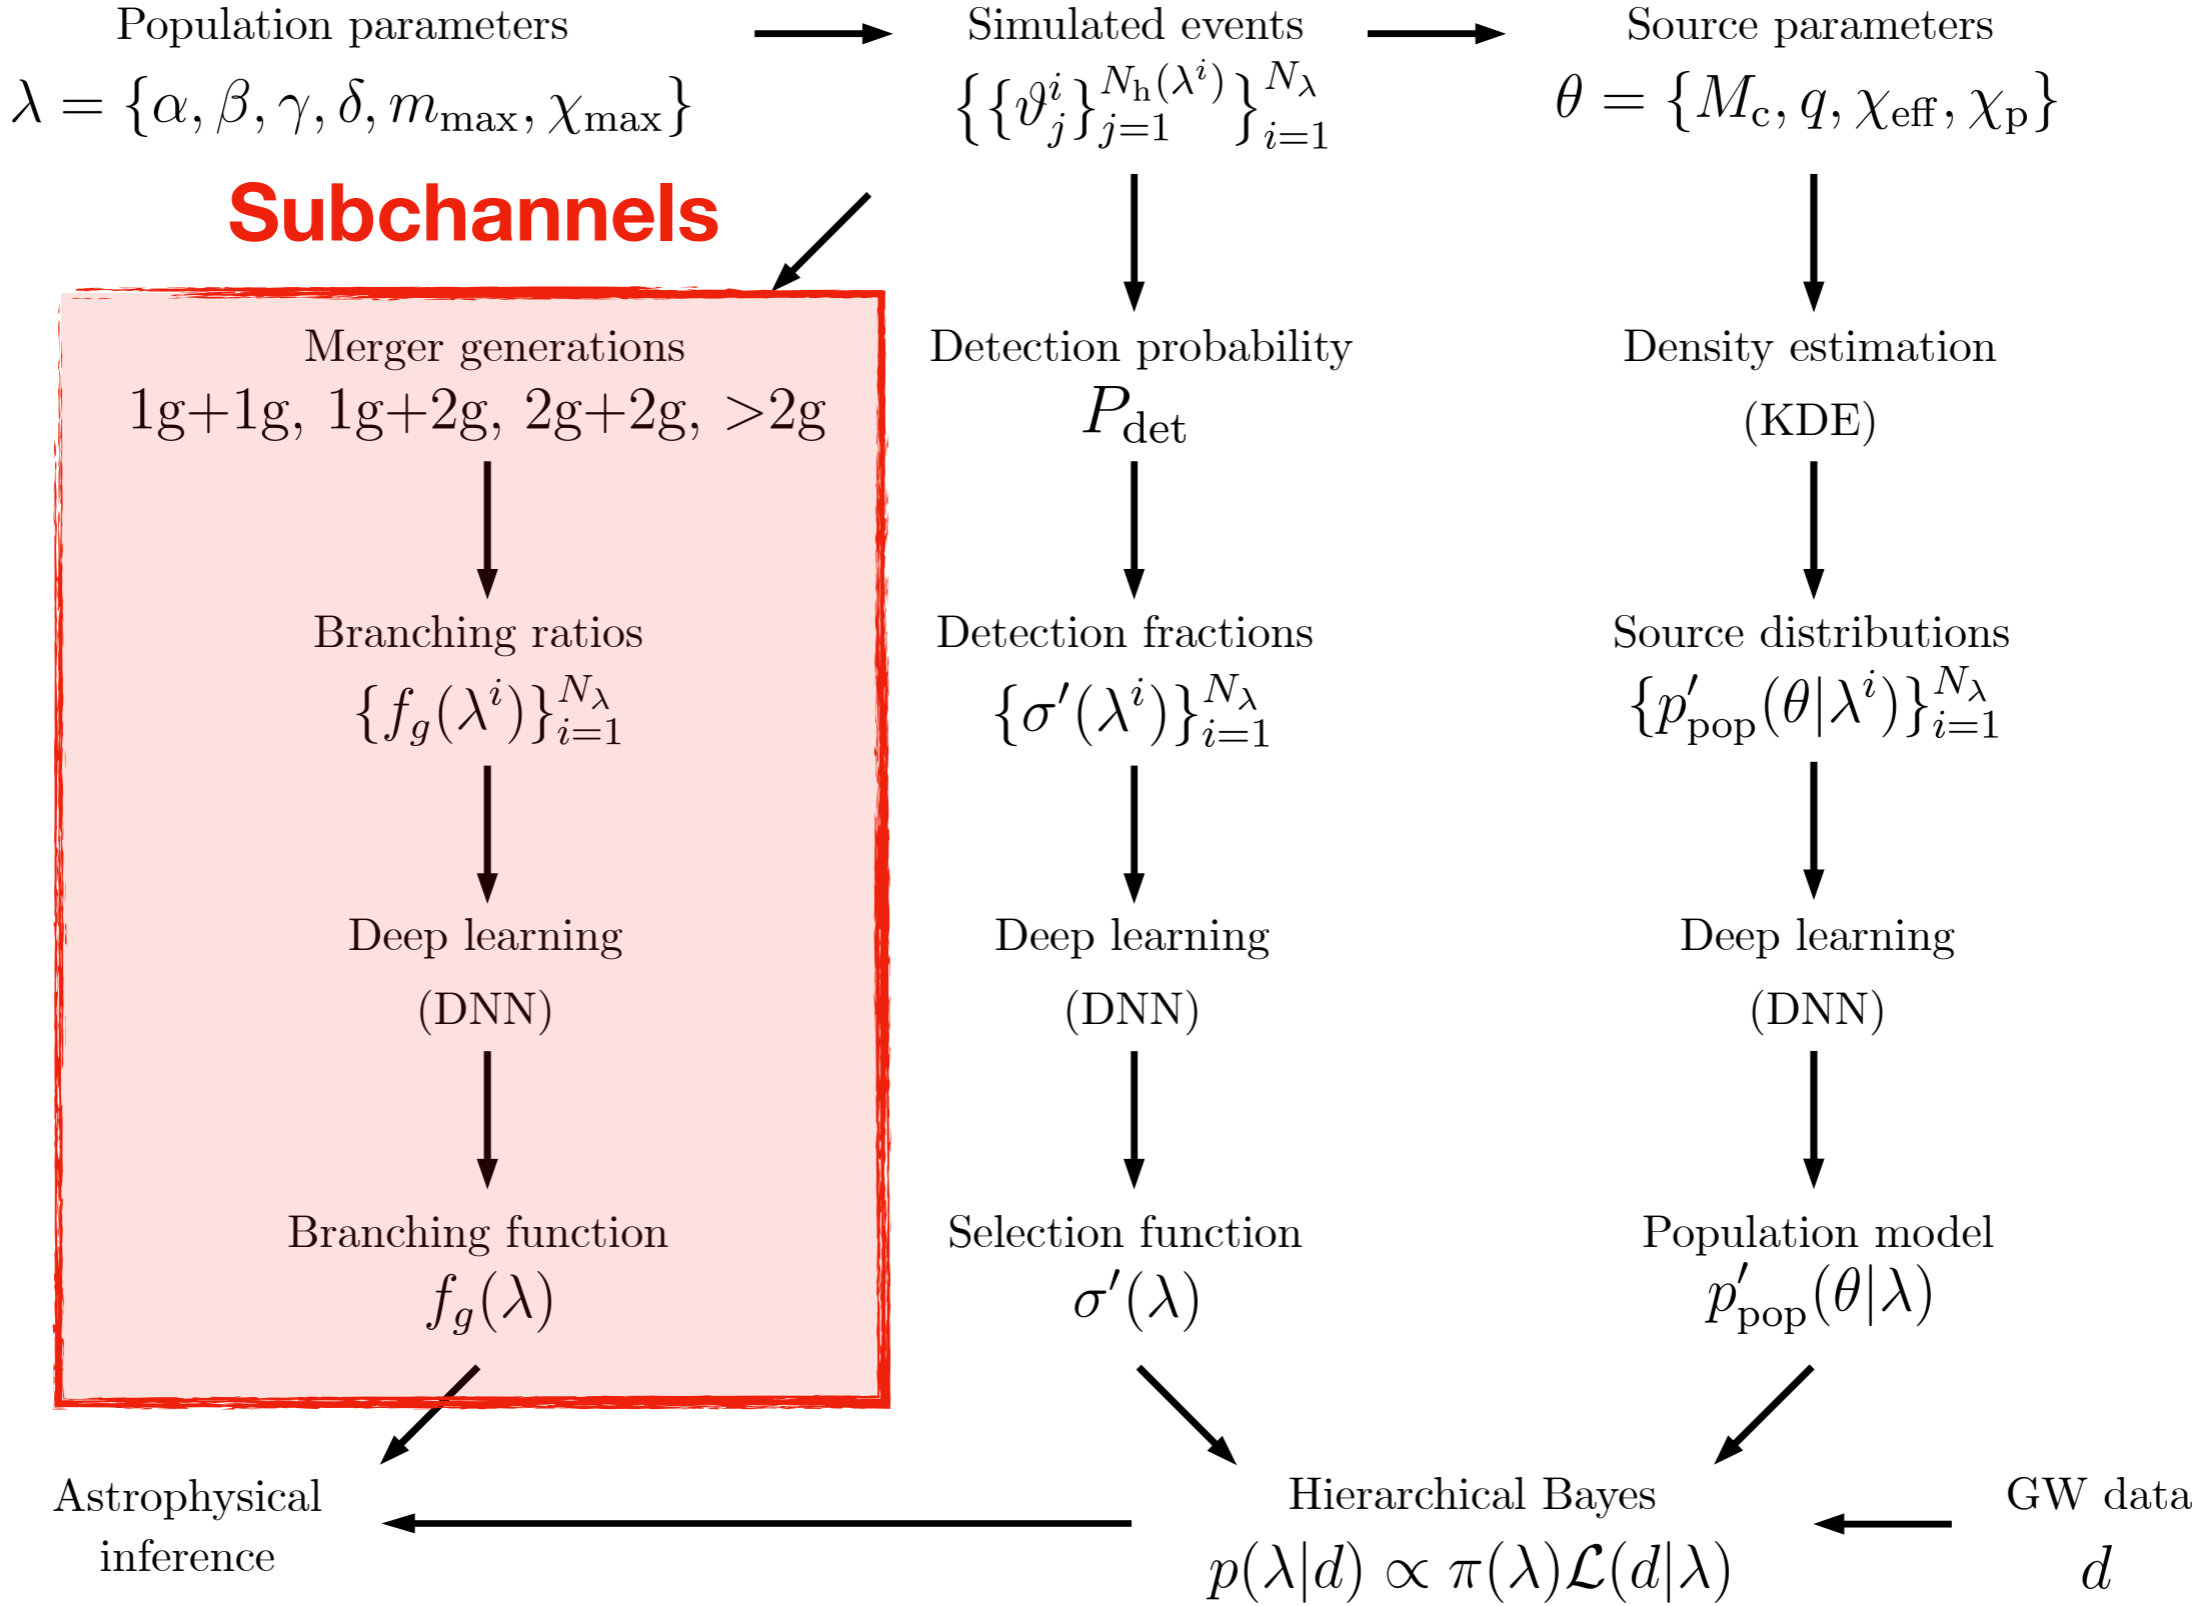 Population parameters
λ = {α, β, γ, δ, m_max, χ_max}
Simulated events
{{ϑ_j^i}_{j=1}^{N_h(λ^i)}}_{i=1}^{N_λ}
Source parameters
θ = {M_c, q, χ_eff, χ_p}
Subchannels
Merger generations
1g+1g, 1g+2g, 2g+2g, >2g
Branching ratios
{f_g(λ^i)}_{i=1}^{N_λ}
Deep learning
(DNN)
Branching function
f_g(λ)
Detection probability
P_det
Detection fractions
{σ′(λ^i)}_{i=1}^{N_λ}
Deep learning
(DNN)
Selection function
σ′(λ)
Density estimation
(KDE)
Source distributions
{p′_pop(θ|λ^i)}_{i=1}^{N_λ}
Deep learning
(DNN)
Population model
p′_pop(θ|λ)
Astrophysical
inference
Hierarchical Bayes
p(λ|d) ∝ π(λ)ℒ(d|λ)
GW data
d